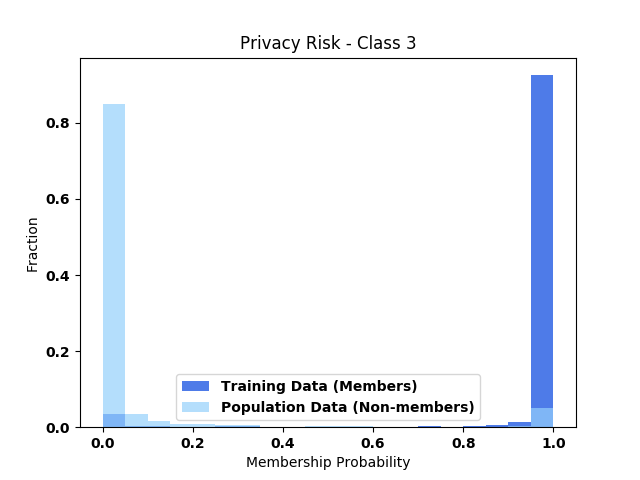 Privacy Risk - Class 3
Fraction
0.8
0.6
0.4
0.2
0.0
Training Data (Members)
Population Data (Non-members)
0.0 0.2 0.4 0.6 0.8 1.0
Membership Probability